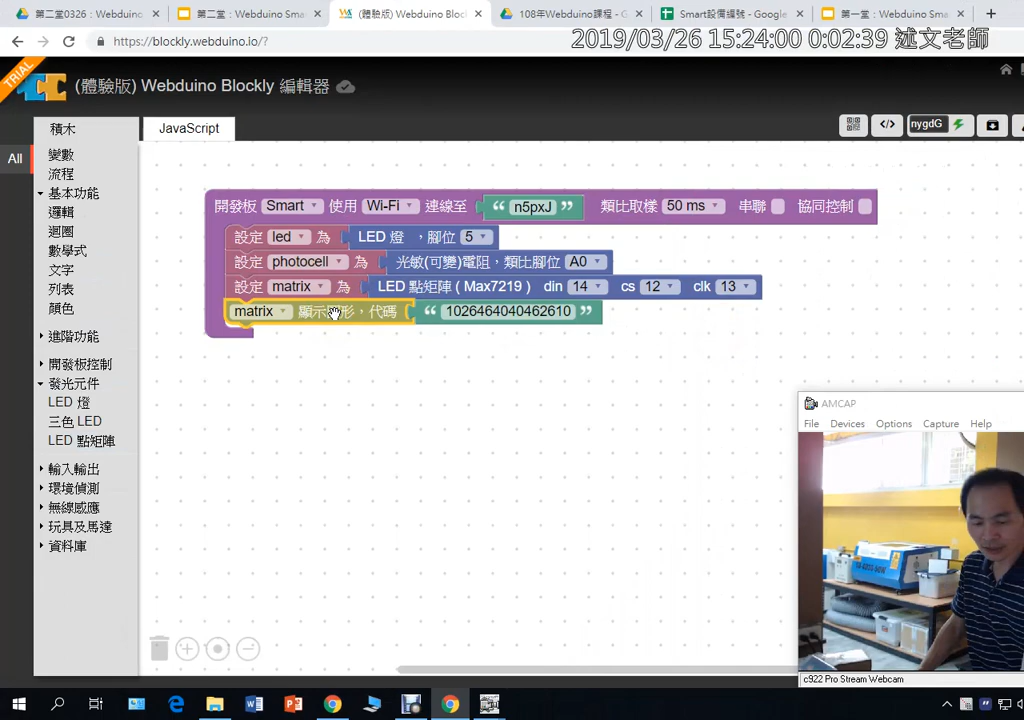 第二堂0326：Webduino
第二堂：Webduino Sma
(體驗版) Webduino Bloc
108年Webduino課程 - G
Smart設備編號 - Google
第一堂：Webduino Sma
https://blockly.webduino.io/?
2019/03/26 15:24:00 0:02:39 述文老師
TRIAL
(體驗版) Webduino Blockly 編輯器
積木
JavaScript
</>
nygdG
All
變數
流程
基本功能
邏輯
迴圈
數學式
文字
列表
顏色
進階功能
開發板控制
發光元件
LED 燈
三色 LED
LED 點矩陣
輸入輸出
環境偵測
無線感應
玩具及馬達
資料庫
開發板 Smart 使用 Wi-Fi 連線至 “ n5pxJ ” 類比取樣 50 ms 串聯 協同控制
設定 led 為 LED 燈 ，腳位 5
設定 photocell 為 光敏(可變)電阻，類比腳位 A0
設定 matrix 為 LED 點矩陣 ( Max7219 ) din 14 cs 12 clk 13
matrix 顯示圖形，代碼 “ 1026464040462610 ”
AMCAP
File Devices Options Capture Help
c922 Pro Stream Webcam